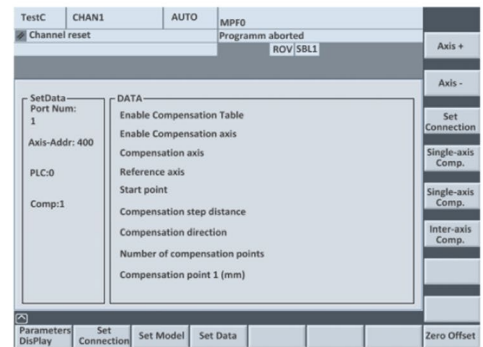 TestC CHAN1 AUTO MPF0
Channel reset Programm aborted
ROV SBL1
SetData
Port Num:
1
Axis-Addr: 400
PLC:0
Comp:1
DATA
Enable Compensation Table
Enable Compensation axis
Compensation axis
Reference axis
Start point
Compensation step distance
Compensation direction
Number of compensation points
Compensation point 1 (mm)
Axis +
Axis -
Set
Connection
Single-axis
Comp.
Single-axis
Comp.
Inter-axis
Comp.
Parameters
DisPlay
Set
Connection
Set Model
Set Data
Zero Offset